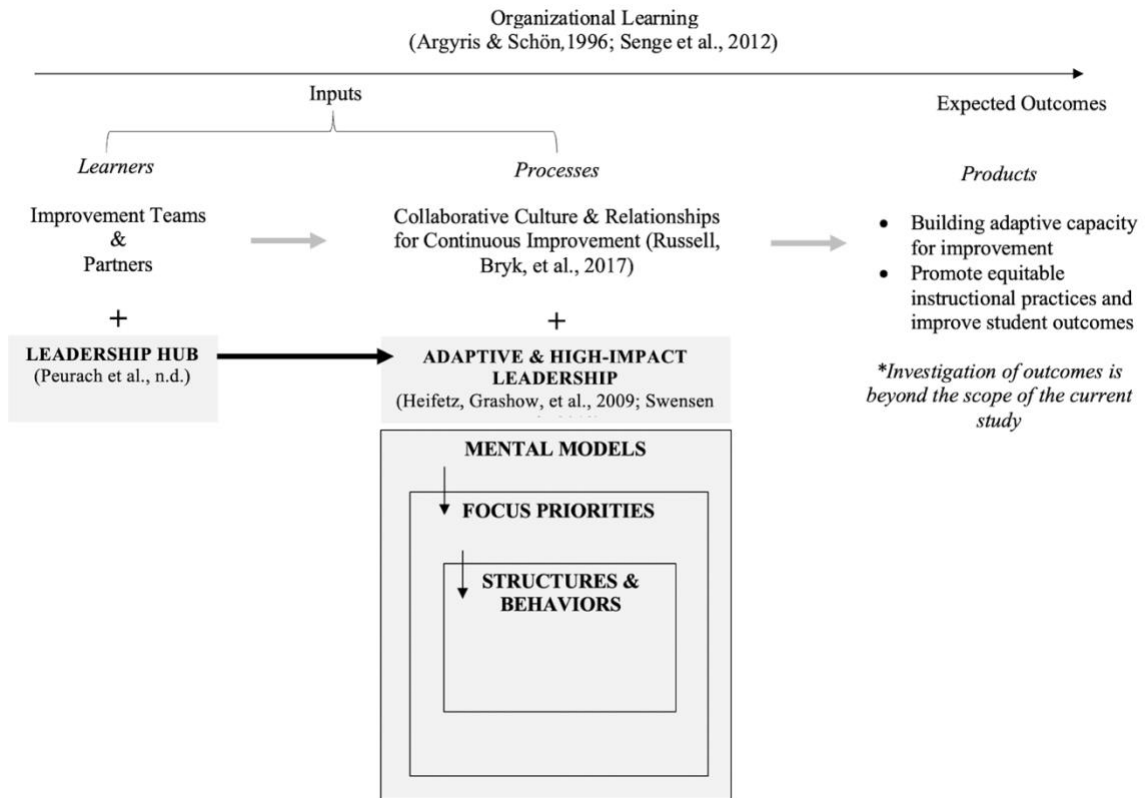 Organizational Learning
(Argyris & Schön,1996; Senge et al., 2012)
Inputs
Expected Outcomes
Learners
Processes
Products
Improvement Teams
&
Partners
Collaborative Culture & Relationships
for Continuous Improvement (Russell,
Bryk, et al., 2017)
• Building adaptive capacity
for improvement
• Promote equitable
instructional practices and
improve student outcomes
+
+
LEADERSHIP HUB
(Peurach et al., n.d.)
ADAPTIVE & HIGH-IMPACT
LEADERSHIP
(Heifetz, Grashow, et al., 2009; Swensen
*Investigation of outcomes is
beyond the scope of the current
study
MENTAL MODELS
FOCUS PRIORITIES
STRUCTURES &
BEHAVIORS